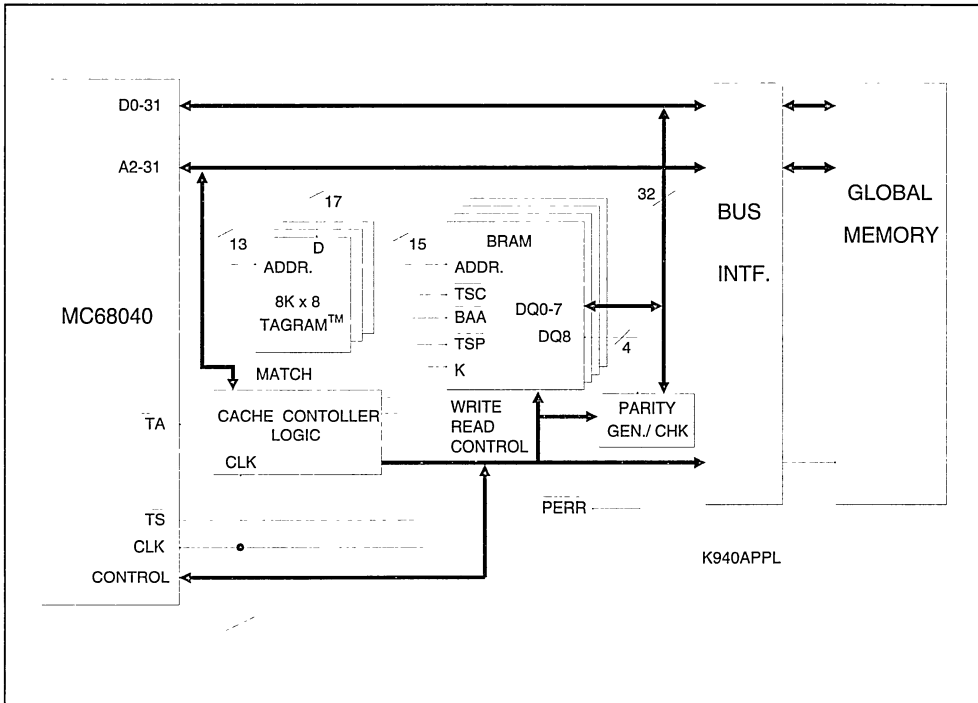 D0-31
A2-31
17
32
13
D
15
BRAM
ADDR.
ADDR.
8K x 8
TAGRAM™
TSC
BAA
TSP
K
DQ0-7
DQ8
4
BUS
INTF.
GLOBAL
MEMORY
MC68040
MATCH
CACHE CONTOLLER
LOGIC
CLK
WRITE
READ
CONTROL
PARITY
GEN./ CHK
TA
TS
CLK
CONTROL
PERR
K940APPL